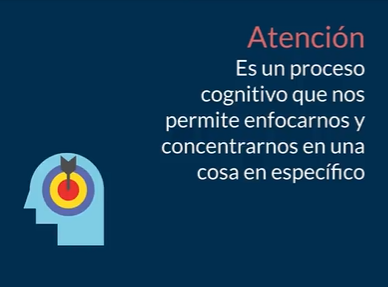 Atención
Es un proceso
cognitivo que nos
permite enfocarnos y
concentrarnos en una
cosa en específico